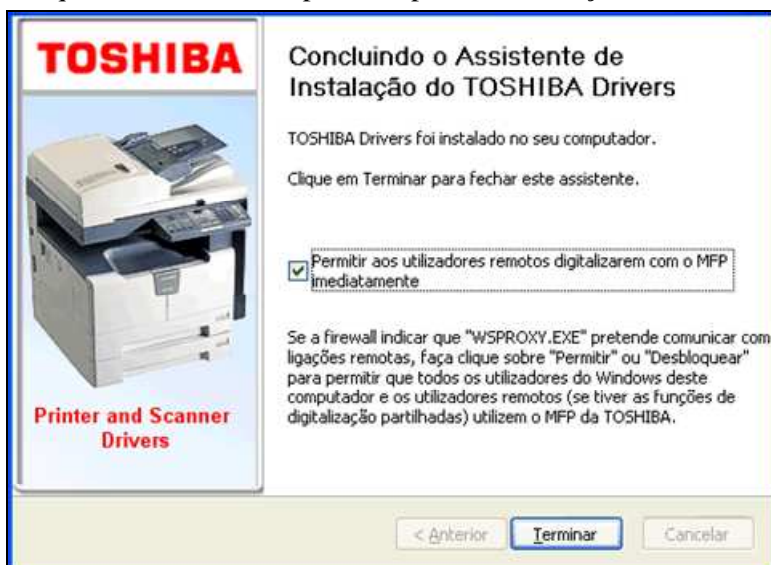 TOSHIBA
Printer and Scanner
Drivers
Concluindo o Assistente de
Instalação do TOSHIBA Drivers
TOSHIBA Drivers foi instalado no seu computador.
Clique em Terminar para fechar este assistente.
Permitir aos utilizadores remotos digitalizarem com o MFP
imediatamente
Se a firewall indicar que "WSPROXY.EXE" pretende comunicar com
ligações remotas, faça clique sobre "Permitir" ou "Desbloquear"
para permitir que todos os utilizadores do Windows deste
computador e os utilizadores remotos (se tiver as funções de
digitalização partilhadas) utilizem o MFP da TOSHIBA.
< Anterior
Terminar
Cancelar